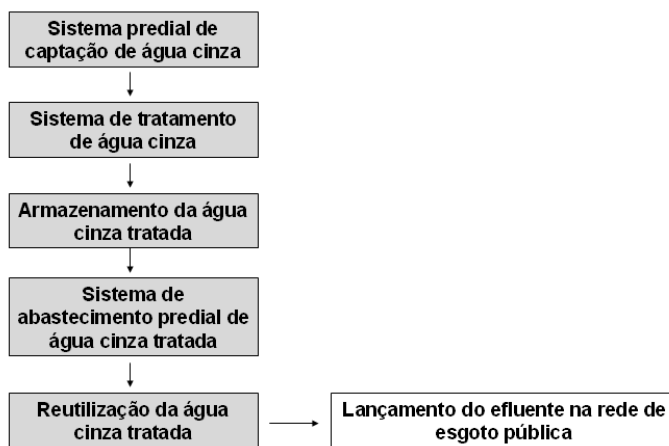 Sistema predial de
captação de água cinza
Sistema de tratamento
de água cinza
Armazenamento da água
cinza tratada
Sistema de
abastecimento predial de
água cinza tratada
Reutilização da água
cinza tratada
Lançamento do efluente na rede de
esgoto pública